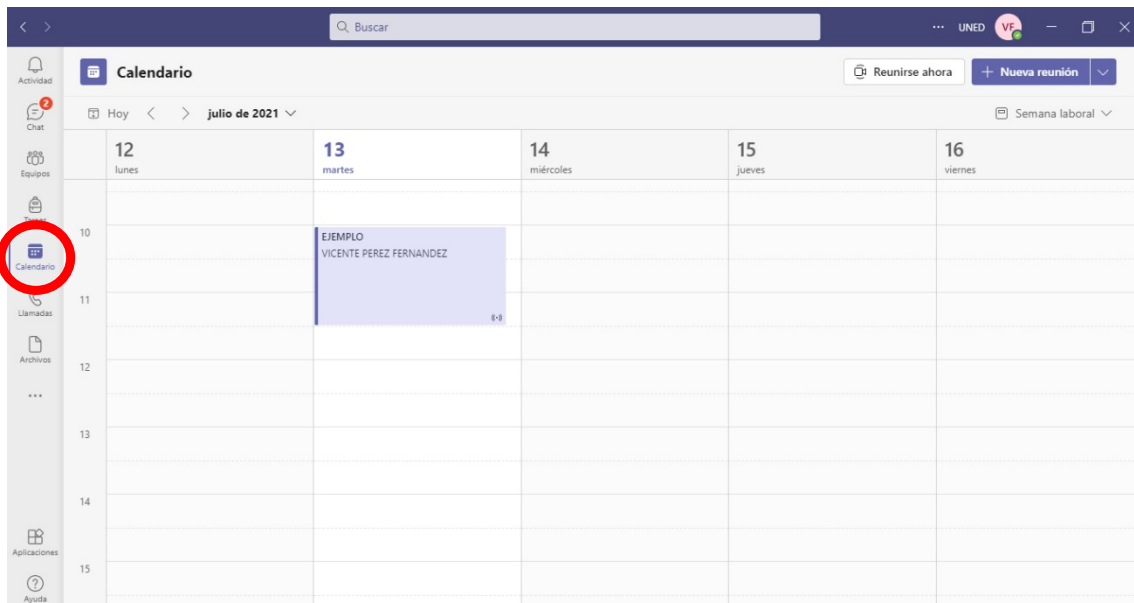 Buscar
UNED
VF
Actividad
Calendario
Reunirse ahora
Nueva reunión
2
Chat
Hoy
julio de 2021
Semana laboral
Equipos
12
lunes
13
martes
14
miércoles
15
jueves
16
viernes
Tareas
10
EJEMPLO
VICENTE PEREZ FERNANDEZ
Calendario
11
Llamadas
Archivos
12
13
14
Aplicaciones
15
Ayuda